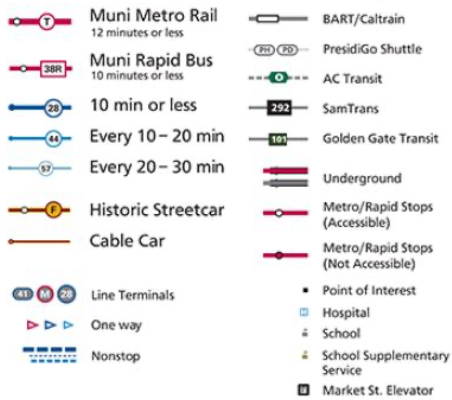 T
Muni Metro Rail
12 minutes or less
38R
Muni Rapid Bus
10 minutes or less
28
10 min or less
44
Every 10 – 20 min
57
Every 20 – 30 min
F
Historic Streetcar
Cable Car
41 M 28
Line Terminals
One way
Nonstop
BART/Caltrain
PH PD
PresidiGo Shuttle
O
AC Transit
292
SamTrans
101
Golden Gate Transit
Underground
Metro/Rapid Stops
(Accessible)
Metro/Rapid Stops
(Not Accessible)
Point of Interest
Hospital
School
School Supplementary
Service
Market St. Elevator